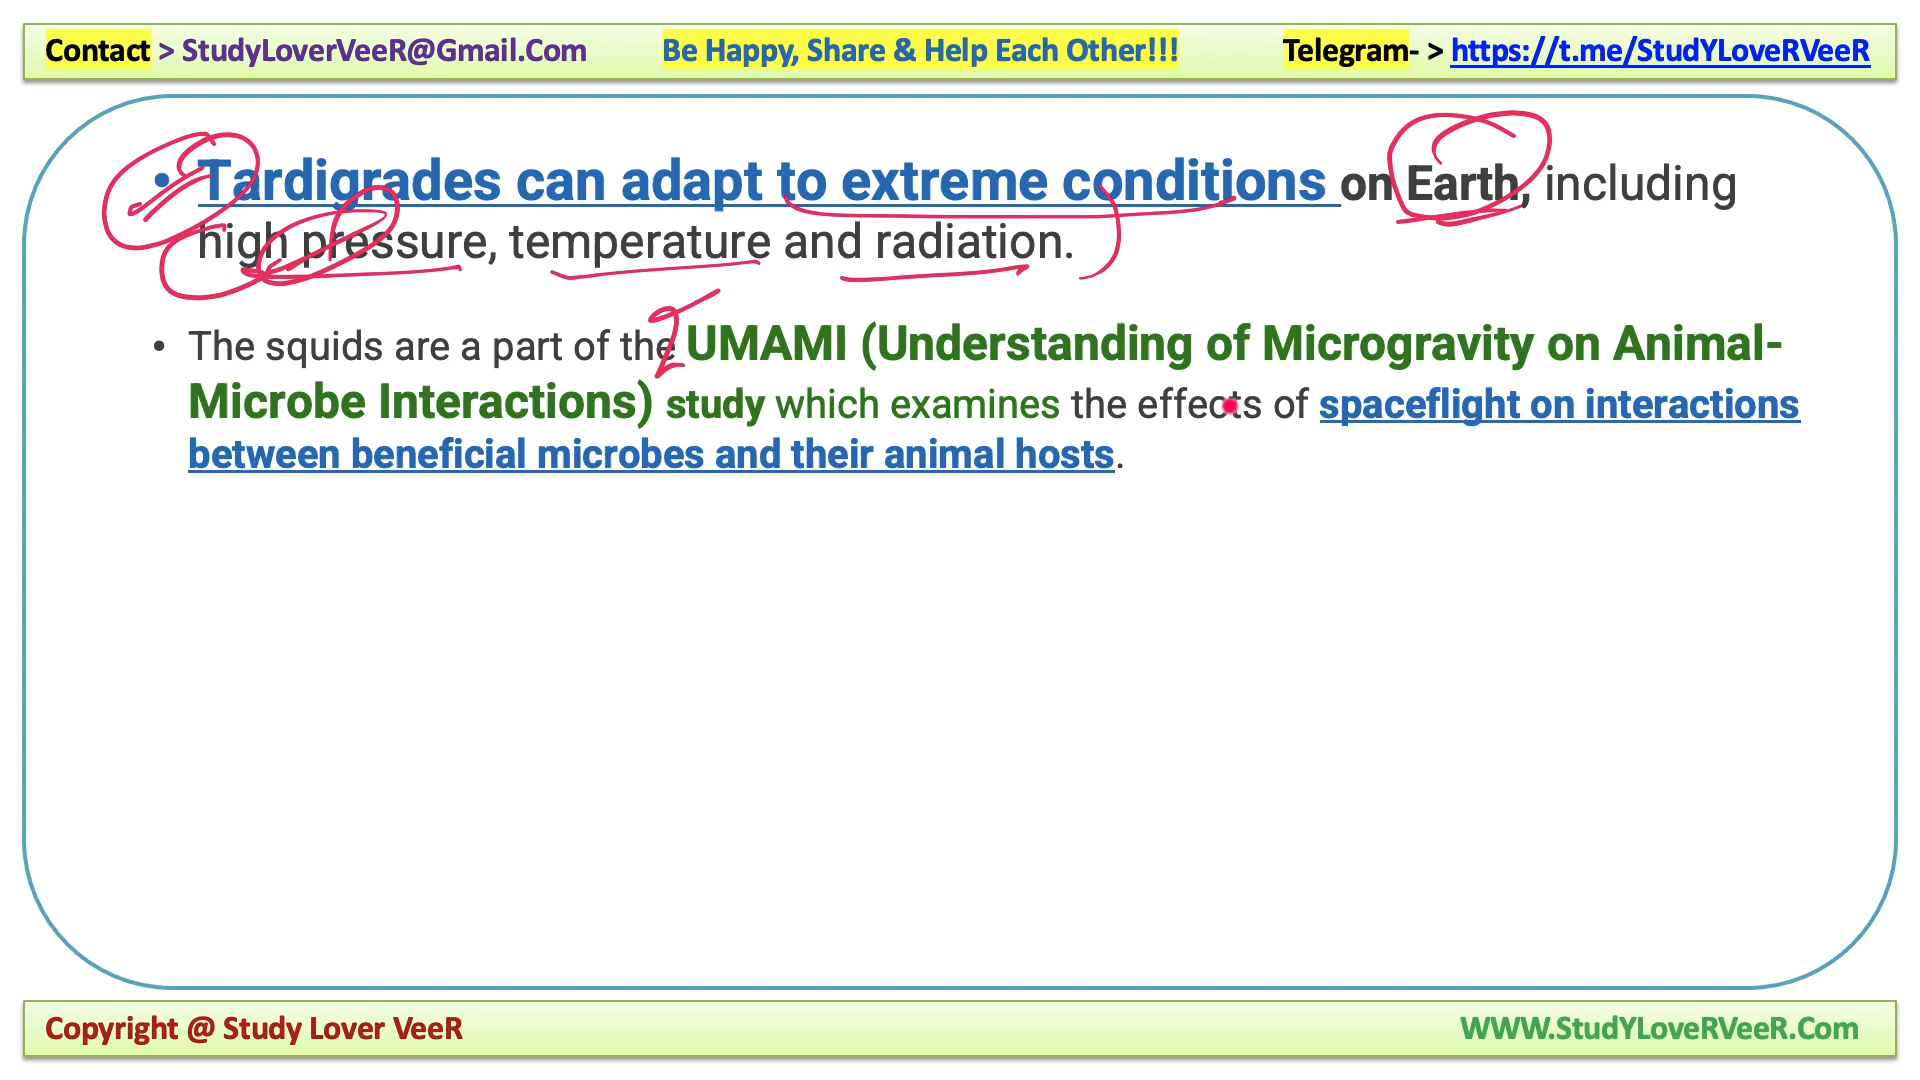 Contact > StudyLoverVeeR@Gmail.Com Be Happy, Share & Help Each Other!!! Telegram- > https://t.me/StudYLoveRVeeR
• Tardigrades can adapt to extreme conditions on Earth, including
high pressure, temperature and radiation.
• The squids are a part of the UMAMI (Understanding of Microgravity on Animal-
Microbe Interactions) study which examines the effects of spaceflight on interactions
between beneficial microbes and their animal hosts.
Copyright @ Study Lover VeeR WWW.StudYLoveRVeeR.Com